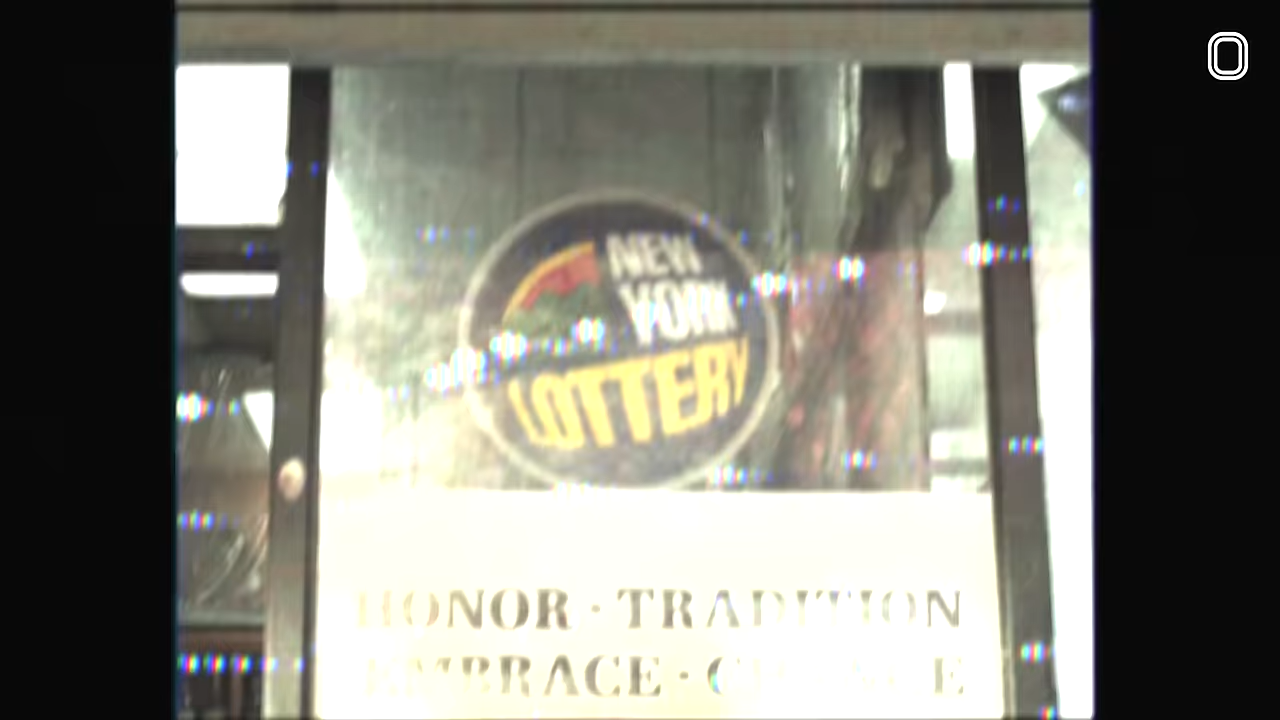 NEW
YORK
LOTTERY
HONOR · TRADITION
EMBRACE ·